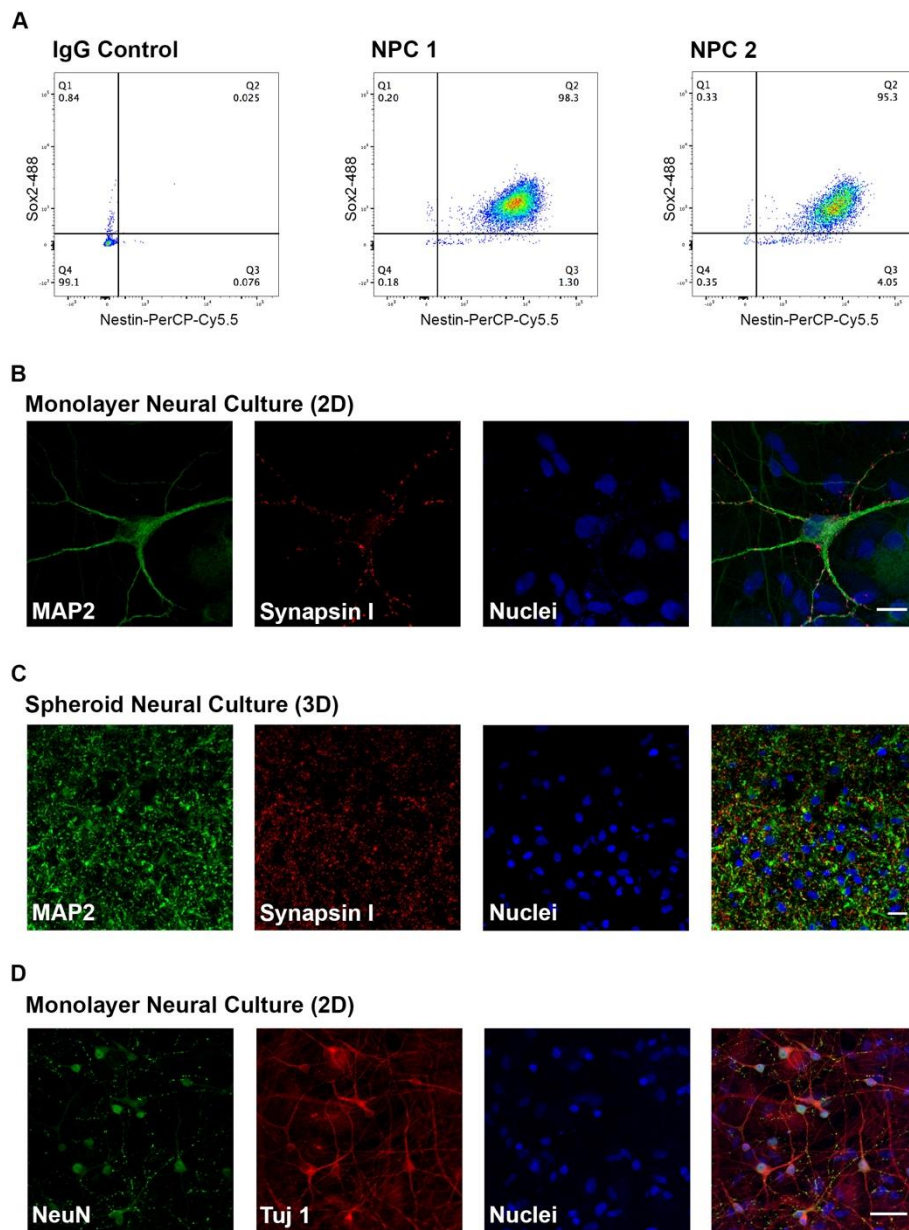 A
IgG Control
NPC 1
NPC 2
Q1
0.84
Q2
0.025
Q4
99.1
Q3
0.076
Sox2-488
Nestin-PerCP-Cy5.5
Q1
0.20
Q2
98.3
Q4
0.18
Q3
1.30
Sox2-488
Nestin-PerCP-Cy5.5
Q1
0.33
Q2
95.3
Q4
0.35
Q3
4.05
Sox2-488
Nestin-PerCP-Cy5.5
B
Monolayer Neural Culture (2D)
MAP2
Synapsin I
Nuclei
C
Spheroid Neural Culture (3D)
MAP2
Synapsin I
Nuclei
D
Monolayer Neural Culture (2D)
NeuN
Tuj 1
Nuclei